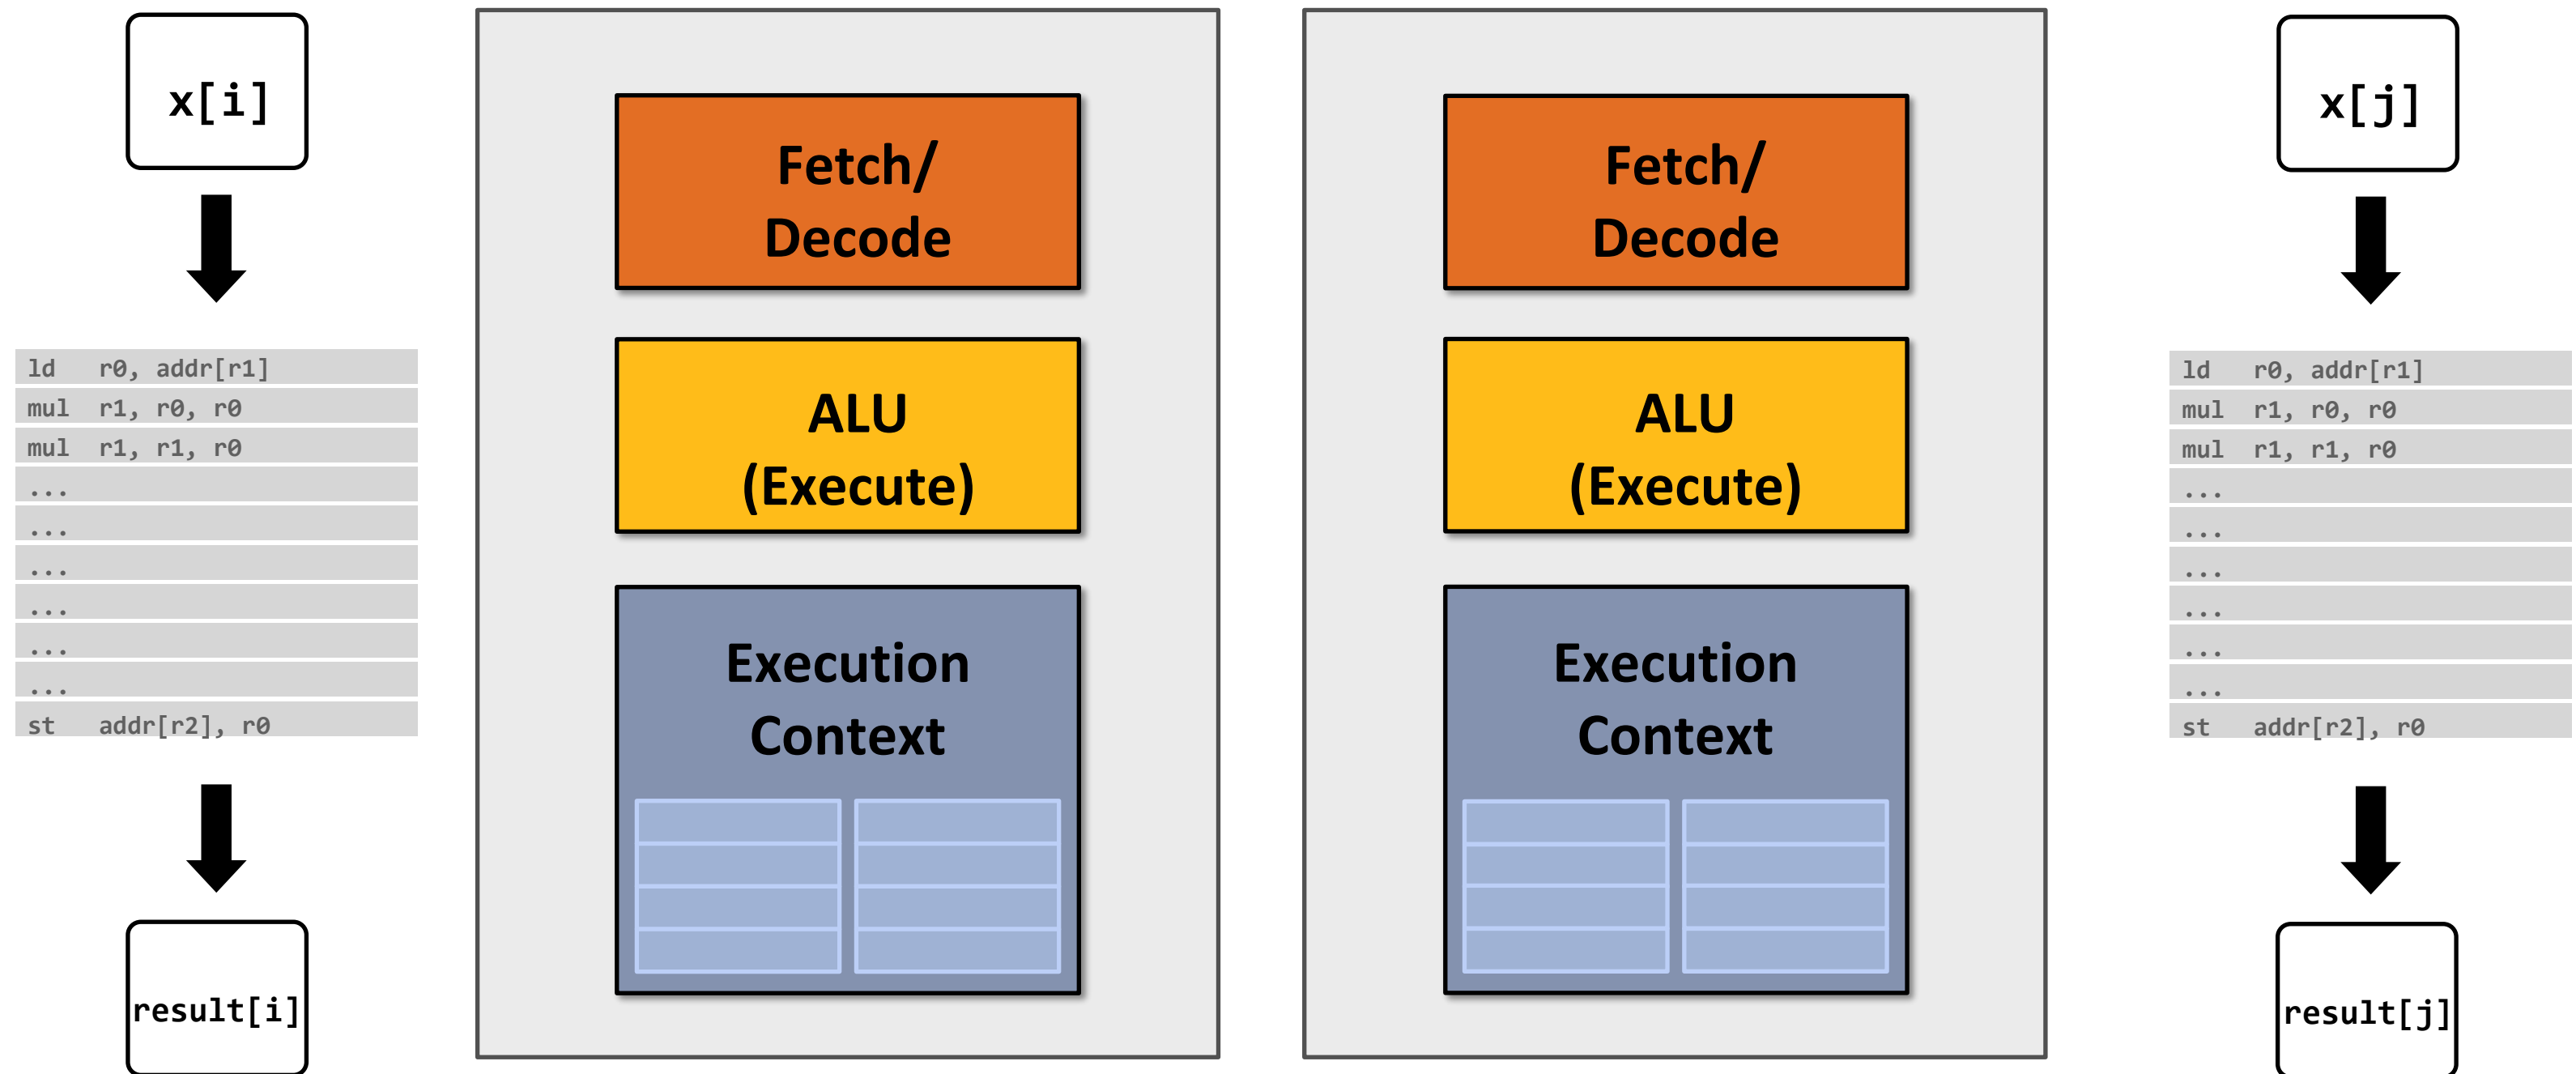 x[i]
ld r0, addr[r1]
mul r1, r0, r0
mul r1, r1, r0
...
...
...
...
...
...
st addr[r2], r0
result[i]
Fetch/
Decode
ALU
(Execute)
Execution
Context
Fetch/
Decode
ALU
(Execute)
Execution
Context
x[j]
ld r0, addr[r1]
mul r1, r0, r0
mul r1, r1, r0
...
...
...
...
...
...
st addr[r2], r0
result[j]